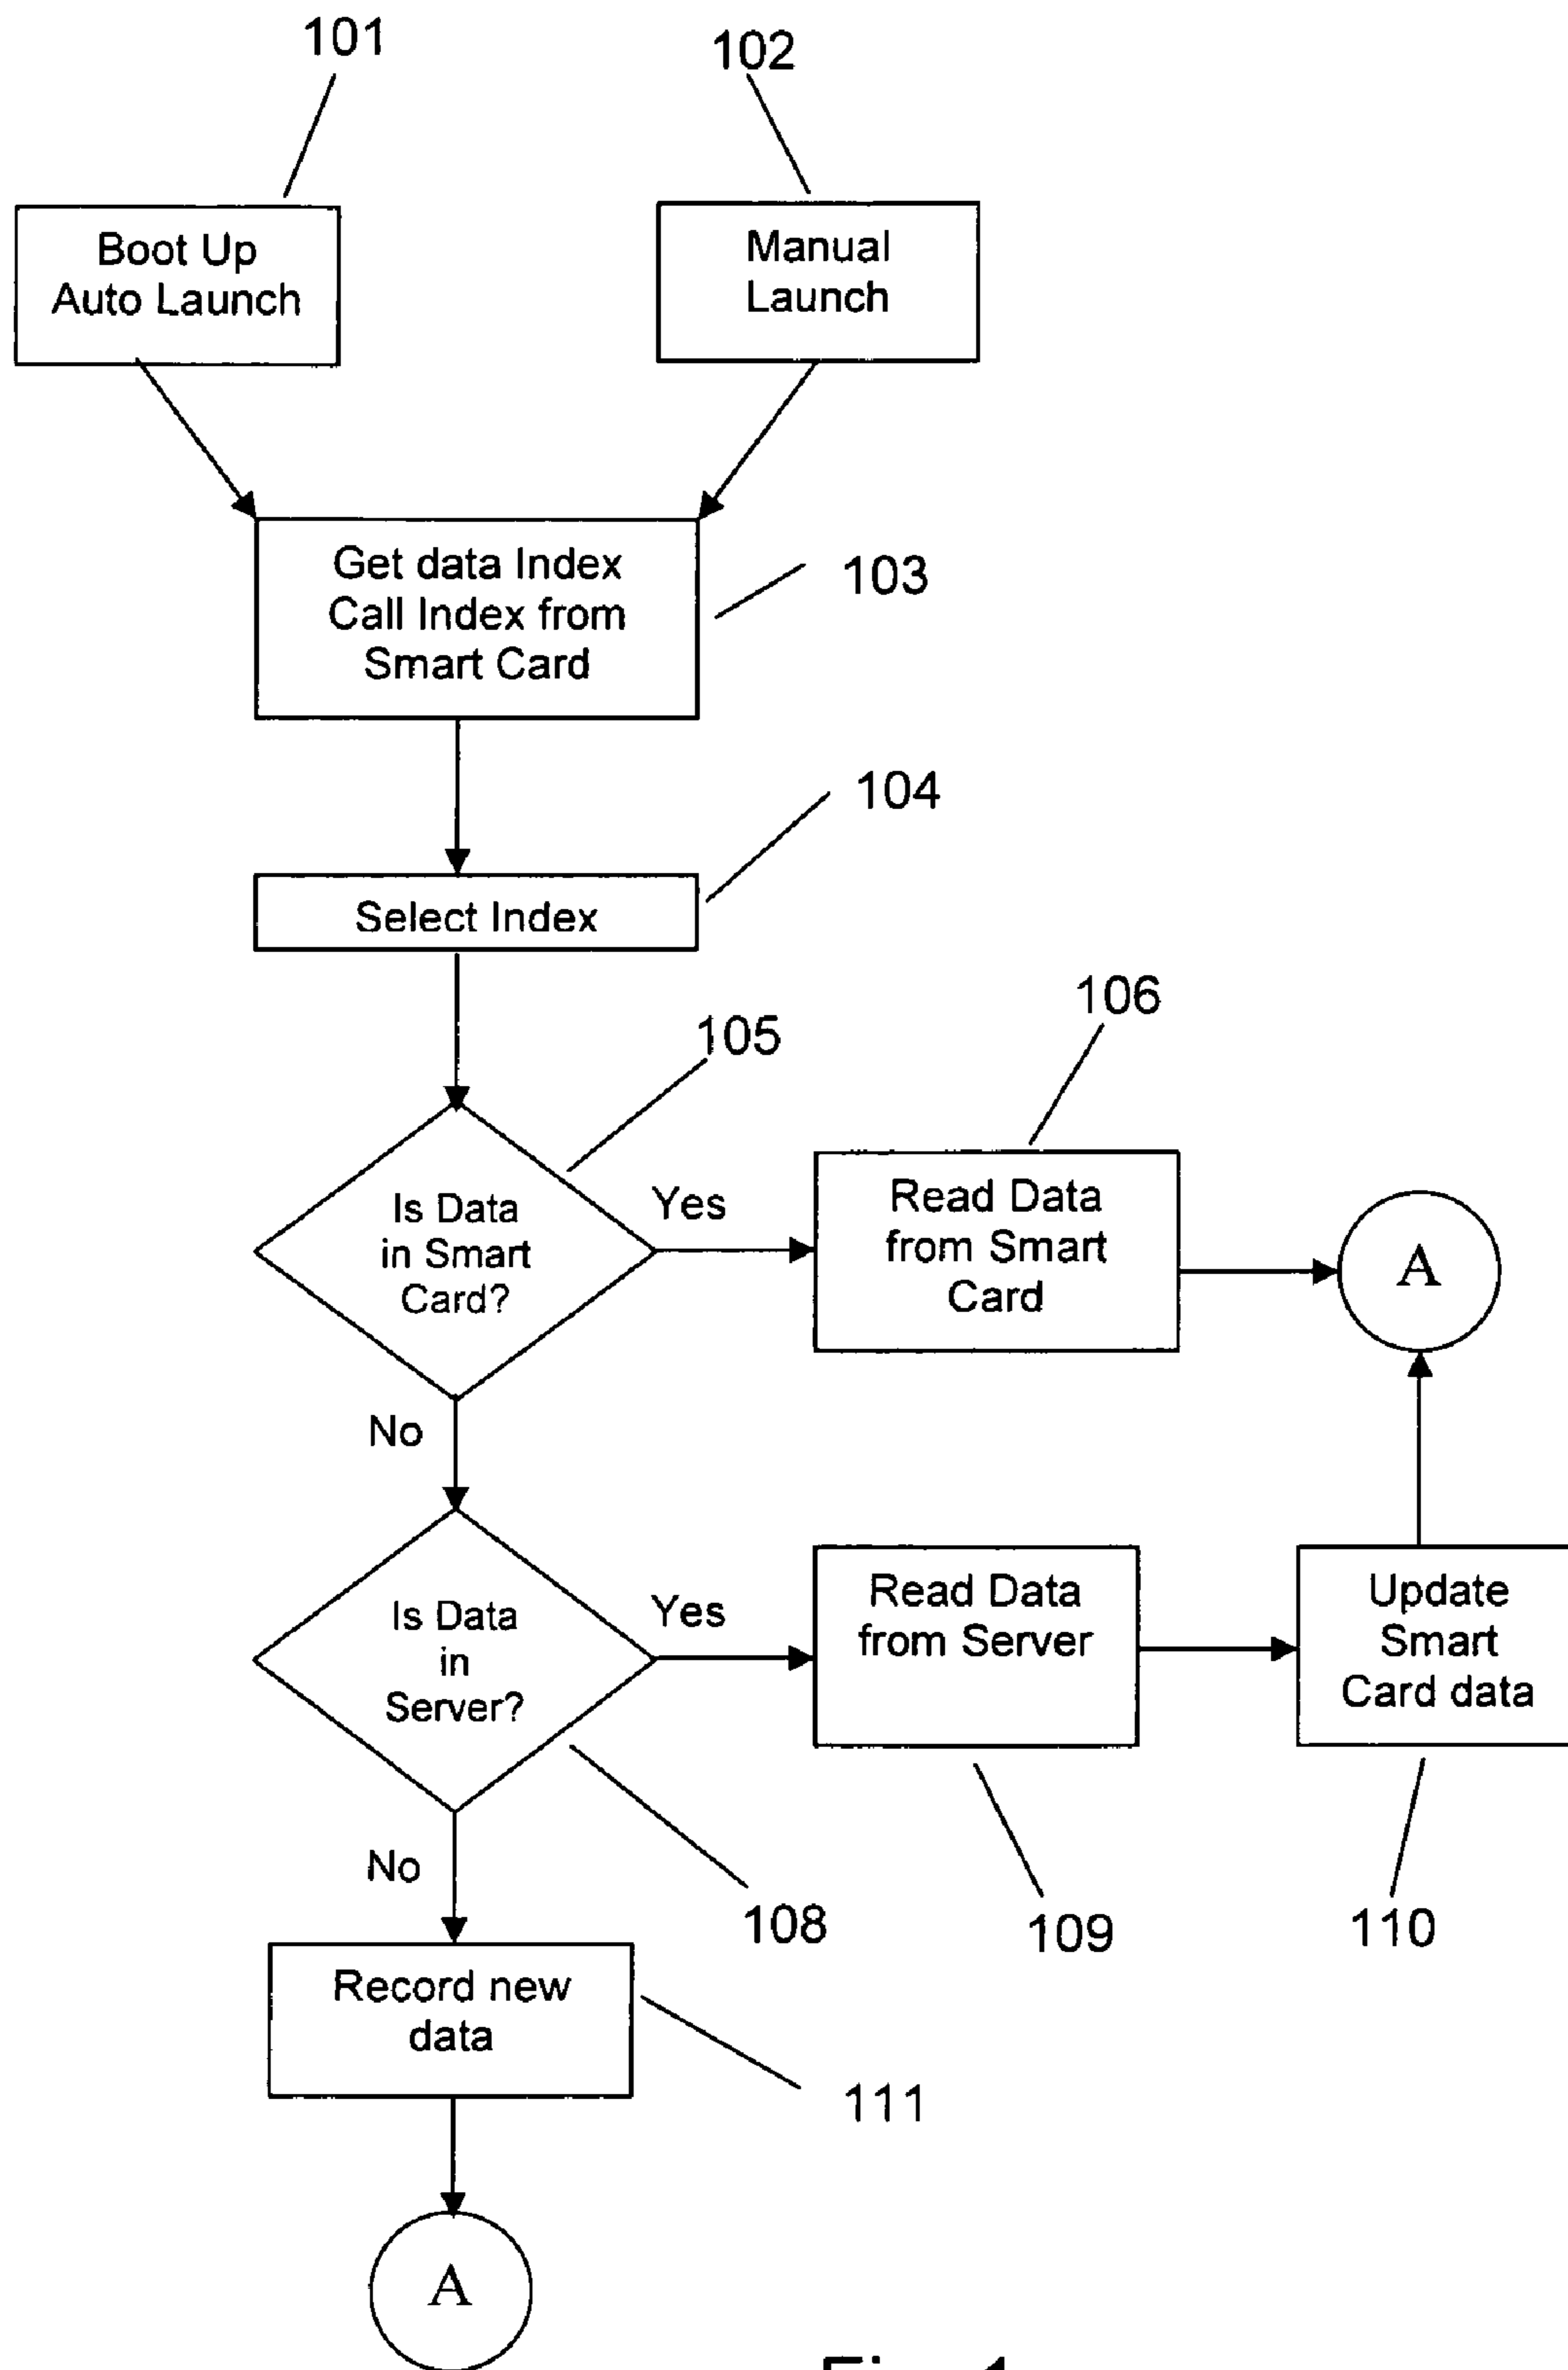 101
102
Boot Up
Auto Launch
Manual
Launch
Get data Index
Call Index from
Smart Card
103
104
Select Index
105
106
Is Data
in Smart
Card?
Yes
Read Data
from Smart
Card
A
No
Is Data
in
Server?
Yes
Read Data
from Server
Update
Smart
Card data
No
108
109
110
Record new
data
111
A
Fig. 1